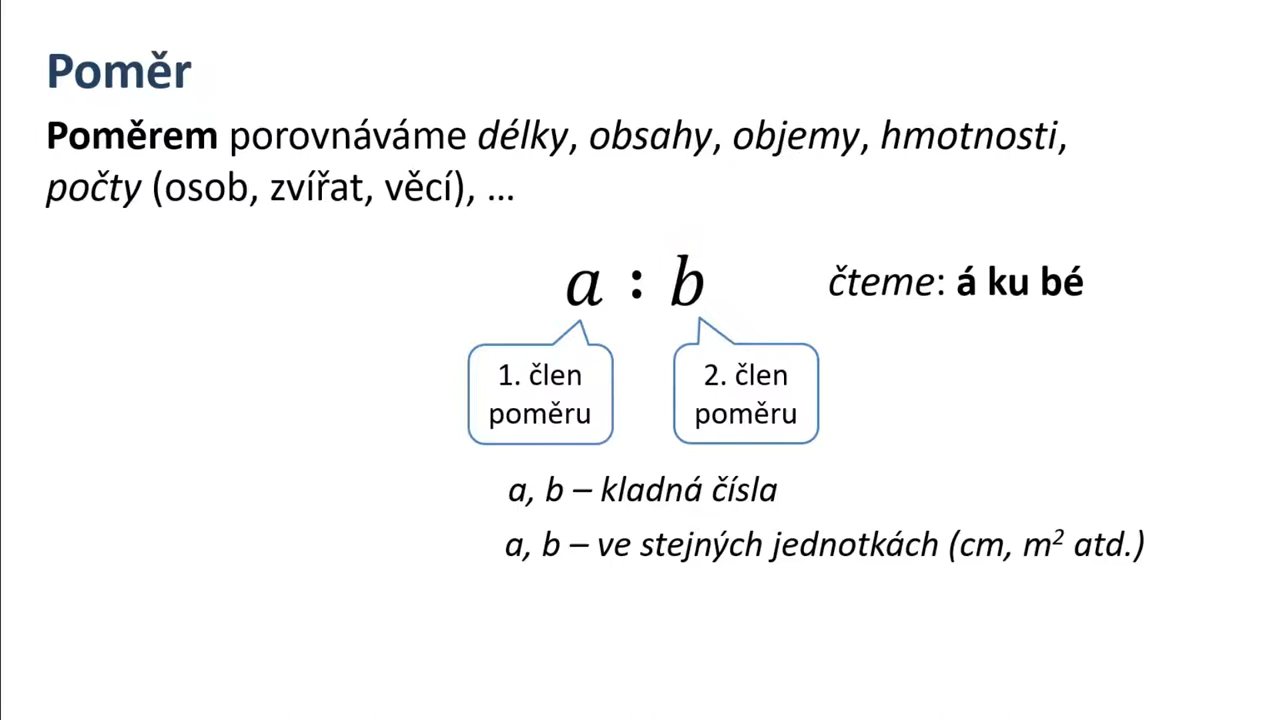 Poměr
Poměrem porovnáváme délky, obsahy, objemy, hmotnosti,
počty (osob, zvířat, věcí), ...
a : b
čteme: á ku bé
1. člen
poměru
2. člen
poměru
a, b – kladná čísla
a, b – ve stejných jednotkách (cm, m² atd.)